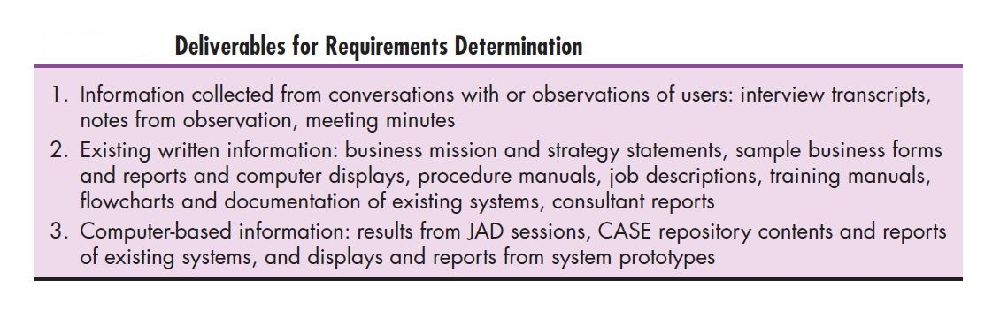 Deliverables for Requirements Determination
1. Information collected from conversations with or observations of users: interview transcripts,
notes from observation, meeting minutes
2. Existing written information: business mission and strategy statements, sample business forms
and reports and computer displays, procedure manuals, job descriptions, training manuals,
flowcharts and documentation of existing systems, consultant reports
3. Computer-based information: results from JAD sessions, CASE repository contents and reports
of existing systems, and displays and reports from system prototypes